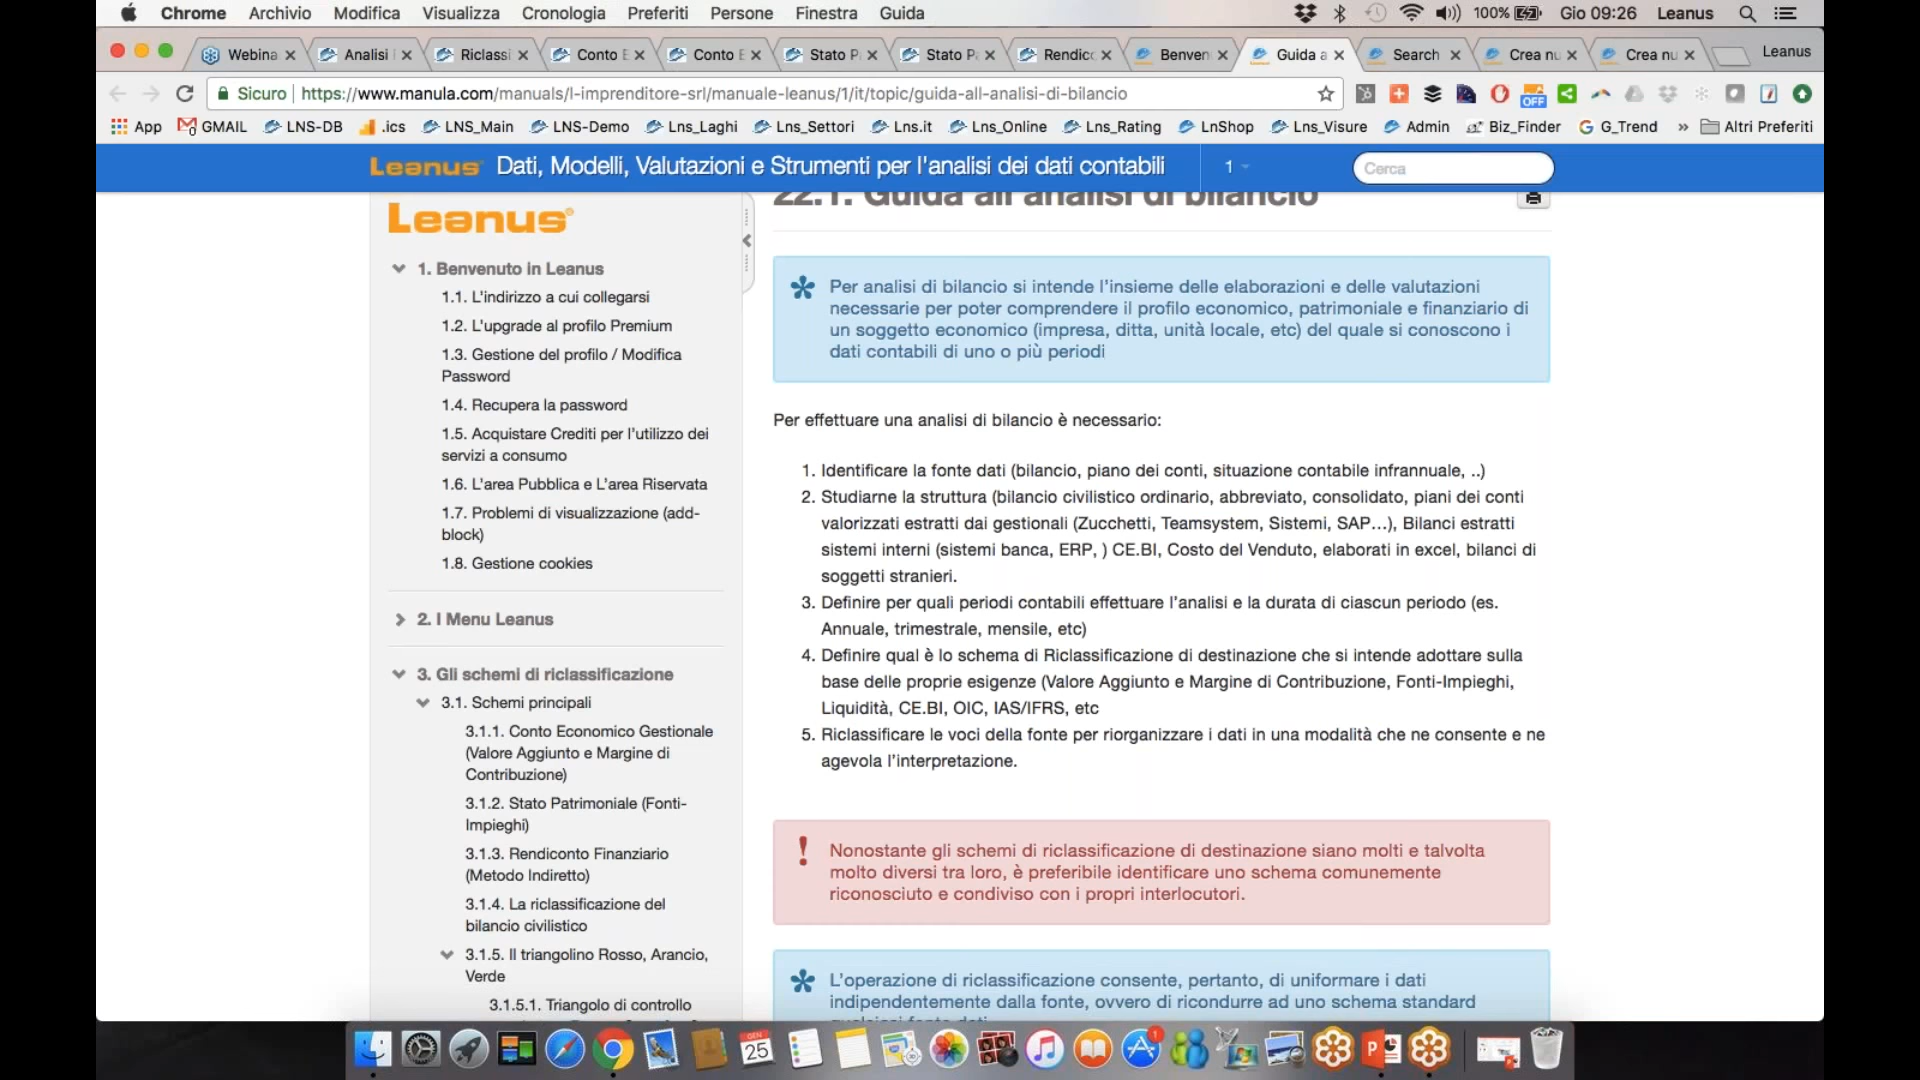 Chrome Archivio Modifica Visualizza Cronologia Preferiti Persone Finestra Guida 100% Gio 09:26 Leanus
Webina Analisi Riclassi Conto E Conto E Stato P Stato P Rendico Benven Guida a Search Crea nu Crea nu Leanus
Sicuro https://www.manula.com/manuals/l-imprenditore-srl/manuale-leanus/1/it/topic/guida-all-analisi-di-bilancio
OFF
App GMAIL LNS-DB .ics LNS_Main LNS-Demo Lns_Laghi Lns_Settori Lns.it Lns_Online Lns_Rating LnShop Lns_Visure Admin Biz_Finder G_Trend » Altri Preferiti
Leanus Dati, Modelli, Valutazioni e Strumenti per l'analisi dei dati contabili 1 Cerca
Leanus®
1. Benvenuto in Leanus
1.1. L'indirizzo a cui collegarsi
1.2. L'upgrade al profilo Premium
1.3. Gestione del profilo / Modifica
Password
1.4. Recupera la password
1.5. Acquistare Crediti per l'utilizzo dei
servizi a consumo
1.6. L'area Pubblica e L'area Riservata
1.7. Problemi di visualizzazione (add-
block)
1.8. Gestione cookies
2. I Menu Leanus
3. Gli schemi di riclassificazione
3.1. Schemi principali
3.1.1. Conto Economico Gestionale
(Valore Aggiunto e Margine di
Contribuzione)
3.1.2. Stato Patrimoniale (Fonti-
Impieghi)
3.1.3. Rendiconto Finanziario
(Metodo Indiretto)
3.1.4. La riclassificazione del
bilancio civilistico
3.1.5. Il triangolino Rosso, Arancio,
Verde
3.1.5.1. Triangolo di controllo
22.1. Guida all'analisi di bilancio
Per analisi di bilancio si intende l'insieme delle elaborazioni e delle valutazioni
necessarie per poter comprendere il profilo economico, patrimoniale e finanziario di
un soggetto economico (impresa, ditta, unità locale, etc) del quale si conoscono i
dati contabili di uno o più periodi
Per effettuare una analisi di bilancio è necessario:
1. Identificare la fonte dati (bilancio, piano dei conti, situazione contabile infrannuale, ..)
2. Studiarne la struttura (bilancio civilistico ordinario, abbreviato, consolidato, piani dei conti
valorizzati estratti dai gestionali (Zucchetti, Teamsystem, Sistemi, SAP…), Bilanci estratti
sistemi interni (sistemi banca, ERP, ) CE.BI, Costo del Venduto, elaborati in excel, bilanci di
soggetti stranieri.
3. Definire per quali periodi contabili effettuare l'analisi e la durata di ciascun periodo (es.
Annuale, trimestrale, mensile, etc)
4. Definire qual è lo schema di Riclassificazione di destinazione che si intende adottare sulla
base delle proprie esigenze (Valore Aggiunto e Margine di Contribuzione, Fonti-Impieghi,
Liquidità, CE.BI, OIC, IAS/IFRS, etc
5. Riclassificare le voci della fonte per riorganizzare i dati in una modalità che ne consente e ne
agevola l'interpretazione.
! Nonostante gli schemi di riclassificazione di destinazione siano molti e talvolta
molto diversi tra loro, è preferibile identificare uno schema comunemente
riconosciuto e condiviso con i propri interlocutori.
L'operazione di riclassificazione consente, pertanto, di uniformare i dati
indipendentemente dalla fonte, ovvero di ricondurre ad uno schema standard
GEN
25
1